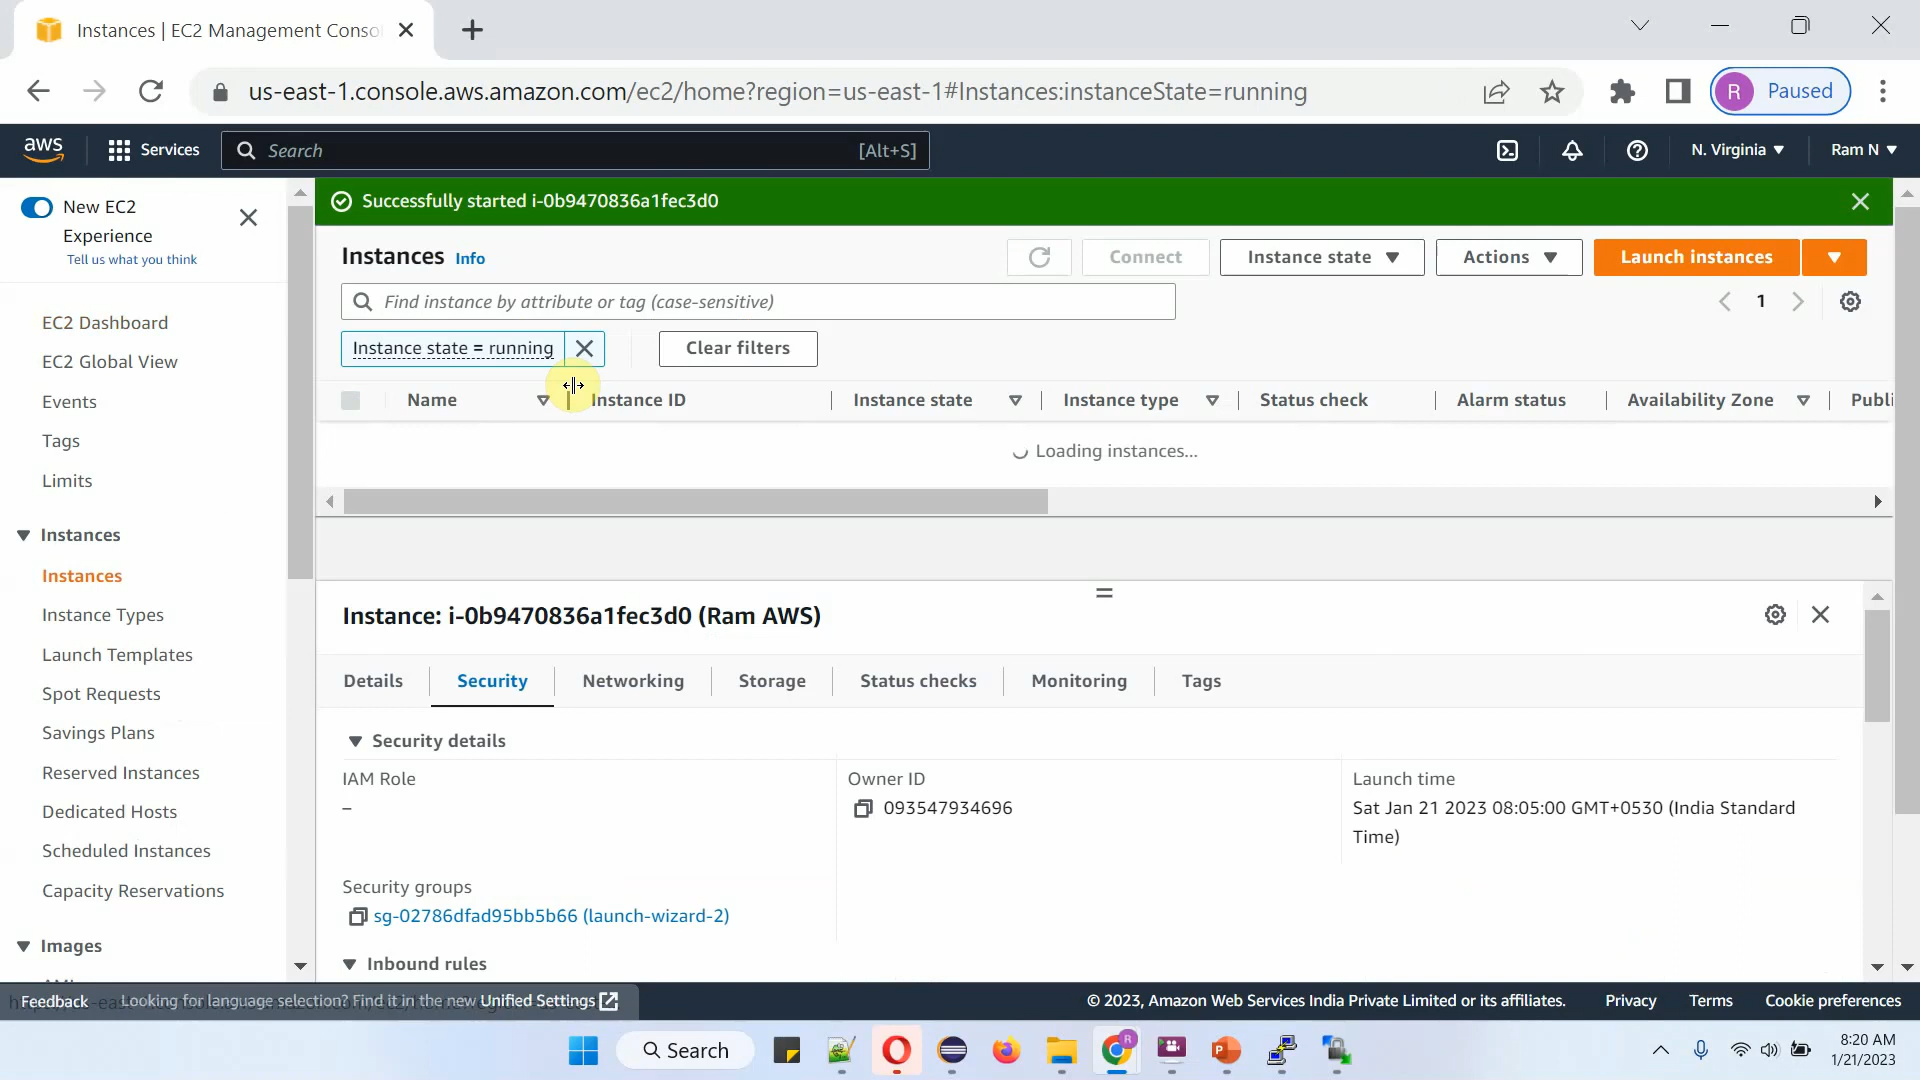 Instances | EC2 Management Conso
us-east-1.console.aws.amazon.com/ec2/home?region=us-east-1#Instances:instanceState=running
R Paused
aws
Services
Search
[Alt+S]
N. Virginia
Ram N
New EC2
Experience
Tell us what you think
EC2 Dashboard
EC2 Global View
Events
Tags
Limits
Instances
Instances
Instance Types
Launch Templates
Spot Requests
Savings Plans
Reserved Instances
Dedicated Hosts
Scheduled Instances
Capacity Reservations
Images
Successfully started i-0b9470836a1fec3d0
Instances Info
Connect
Instance state
Actions
Launch instances
Find instance by attribute or tag (case-sensitive)
1
Instance state = running
Clear filters
Name
Instance ID
Instance state
Instance type
Status check
Alarm status
Availability Zone
Publi
Loading instances...
Instance: i-0b9470836a1fec3d0 (Ram AWS)
Details
Security
Networking
Storage
Status checks
Monitoring
Tags
Security details
IAM Role
–
Owner ID
093547934696
Launch time
Sat Jan 21 2023 08:05:00 GMT+0530 (India Standard
Time)
Security groups
sg-02786dfad95bb5b66 (launch-wizard-2)
Inbound rules
Feedback
Looking for language selection? Find it in the new Unified Settings
© 2023, Amazon Web Services India Private Limited or its affiliates.
Privacy
Terms
Cookie preferences
Search
R
8:20 AM
1/21/2023